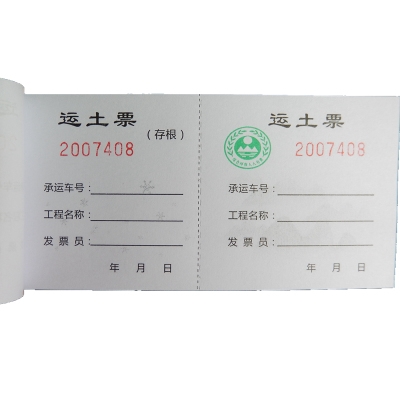 运土票
（存根）
2007408
承运车号：
工程名称：
发票员：
年 月 日
运土票
2007408
承运车号：
工程名称：
发票员：
年 月 日